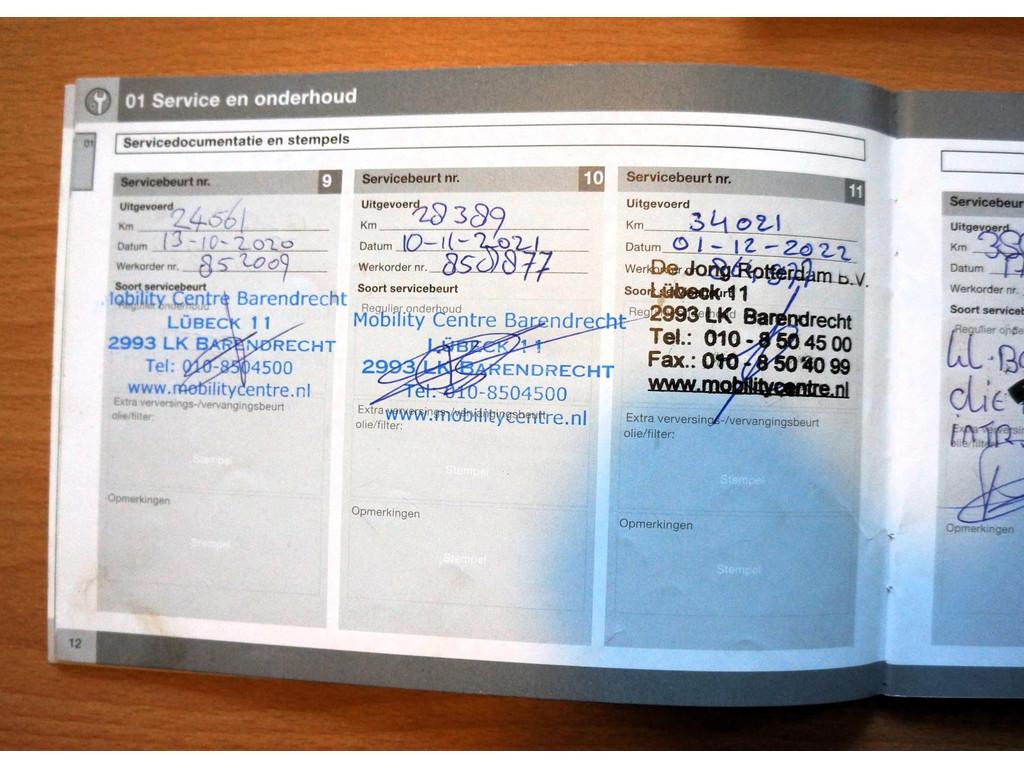 01 Service en onderhoud
01
Servicedocumentatie en stempels
Servicebeurt nr. 9
Uitgevoerd
Km 24561
Datum 13-10-2020
Werkorder nr. 852009
Soort servicebeurt
Regulier onderhoud
Mobility Centre Barendrecht
LÜBECK 11
2993 LK BARENDRECHT
Tel: 010-8504500
www.mobilitycentre.nl
Extra verversings-/vervangingsbeurt
olie/filter:
Stempel
Opmerkingen
Stempel
Servicebeurt nr. 10
Uitgevoerd
Km 28389
Datum 10-11-2021
Werkorder nr. 858877
Soort servicebeurt
Regulier onderhoud
Mobility Centre Barendrecht
LÜBECK 11
2993 LK BARENDRECHT
Tel: 010-8504500
Extra verversings-/vervangingsbeurt
www.mobilitycentre.nl
olie/filter:
Stempel
Opmerkingen
Stempel
Servicebeurt nr. 11
Uitgevoerd
Km 34021
Datum 01-12-2022
Werkorder nr.
De Jong Rotterdam B.V.
Soort servicebeurt
Lübeck 11
2993 LK Barendrecht
Tel.: 010 - 8 50 45 00
Fax.: 010 - 8 50 40 99
www.mobilitycentre.nl
Extra verversings-/vervangingsbeurt
olie/filter:
Stempel
Opmerkingen
Stempel
Servicebeur
Uitgevoerd
Km
Datum
Werkorder nr.
Soort serviceb
Regulier onder
olie
Opmerkingen
12